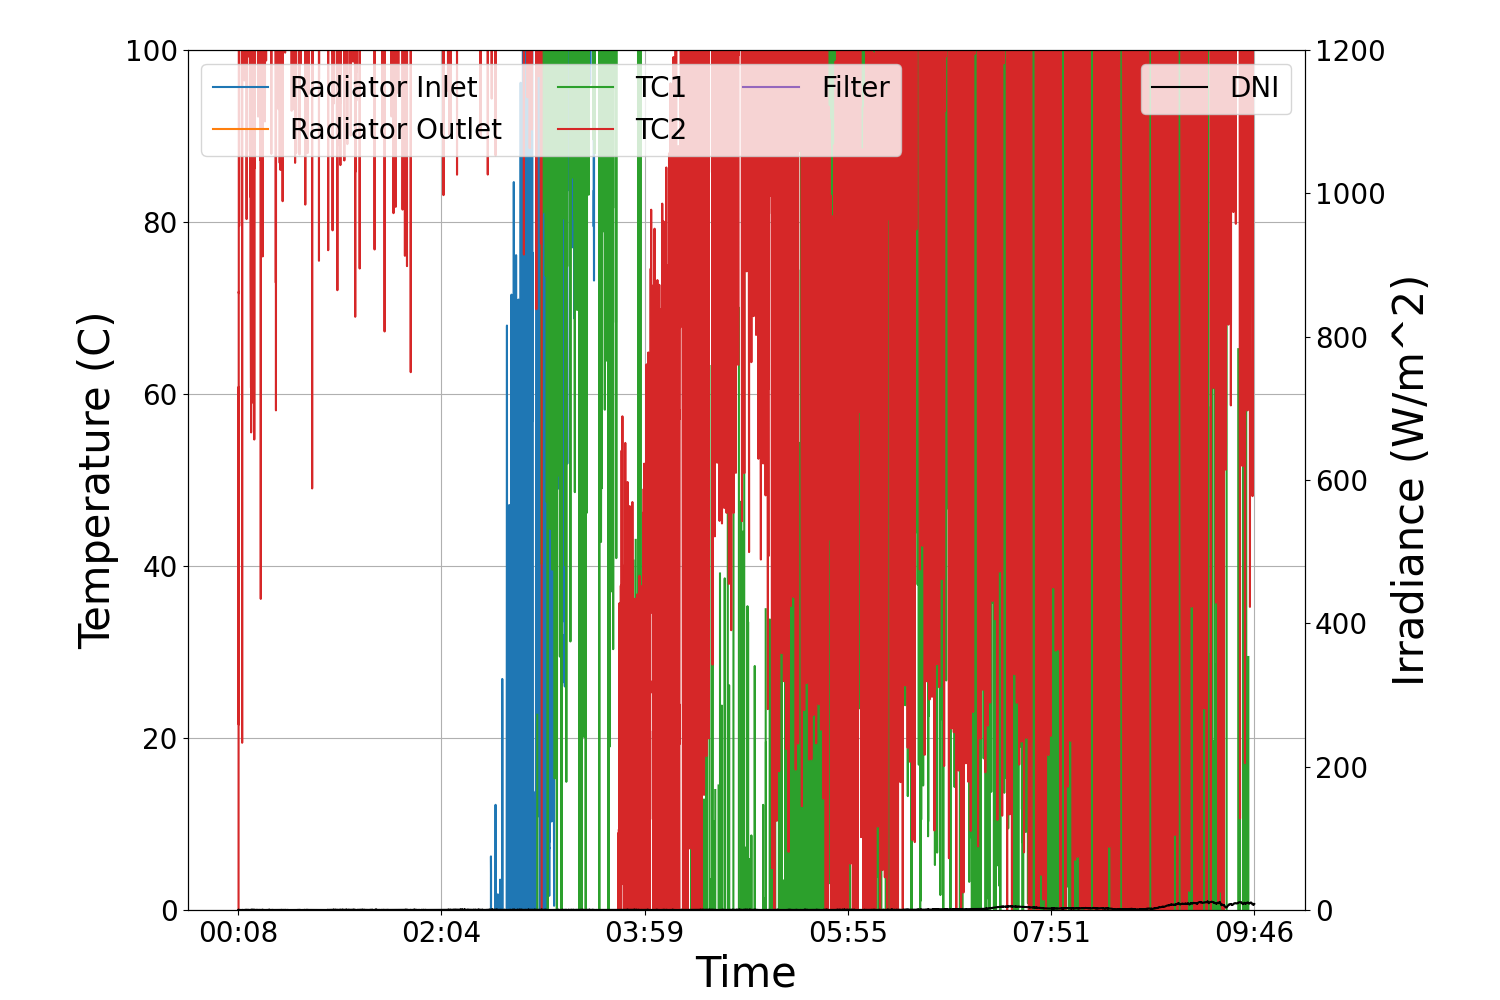 Radiator Inlet
Radiator Outlet
TC1
TC2
Filter
DNI
Temperature (C)
100
80
60
40
20
0
Irradiance (W/m^2)
1200
1000
800
600
400
200
0
00:08
02:04
03:59
05:55
07:51
09:46
Time